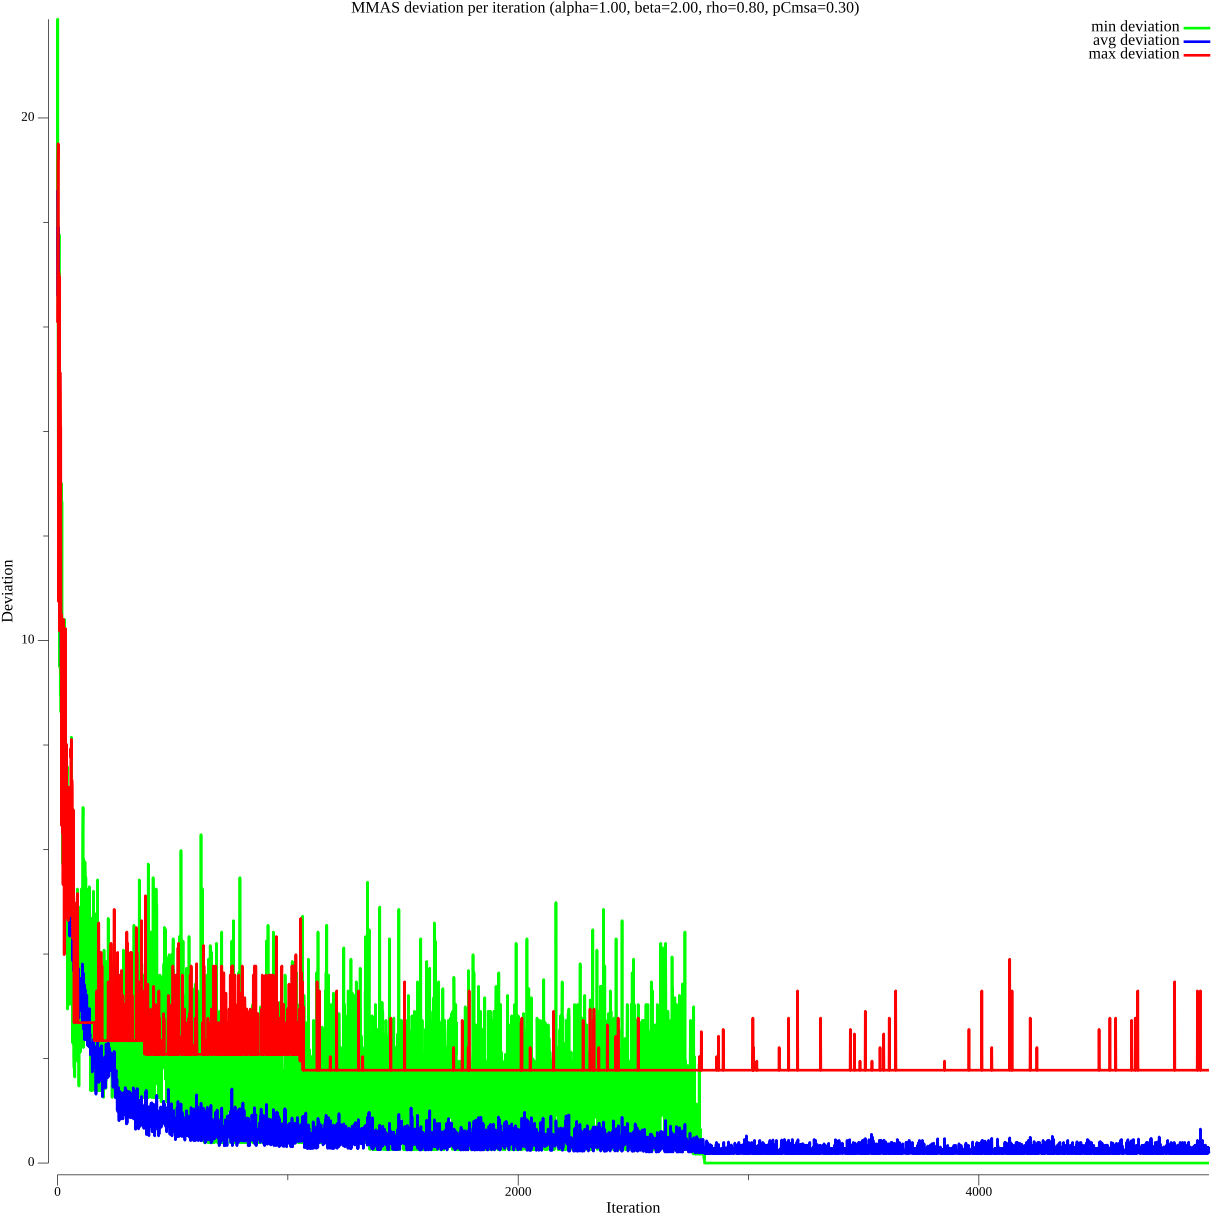 MMAS deviation per iteration (alpha=1.00, beta=2.00, rho=0.80, pCmsa=0.30)
min deviation
avg deviation
max deviation
20
10
0
Deviation
0
2000
4000
Iteration